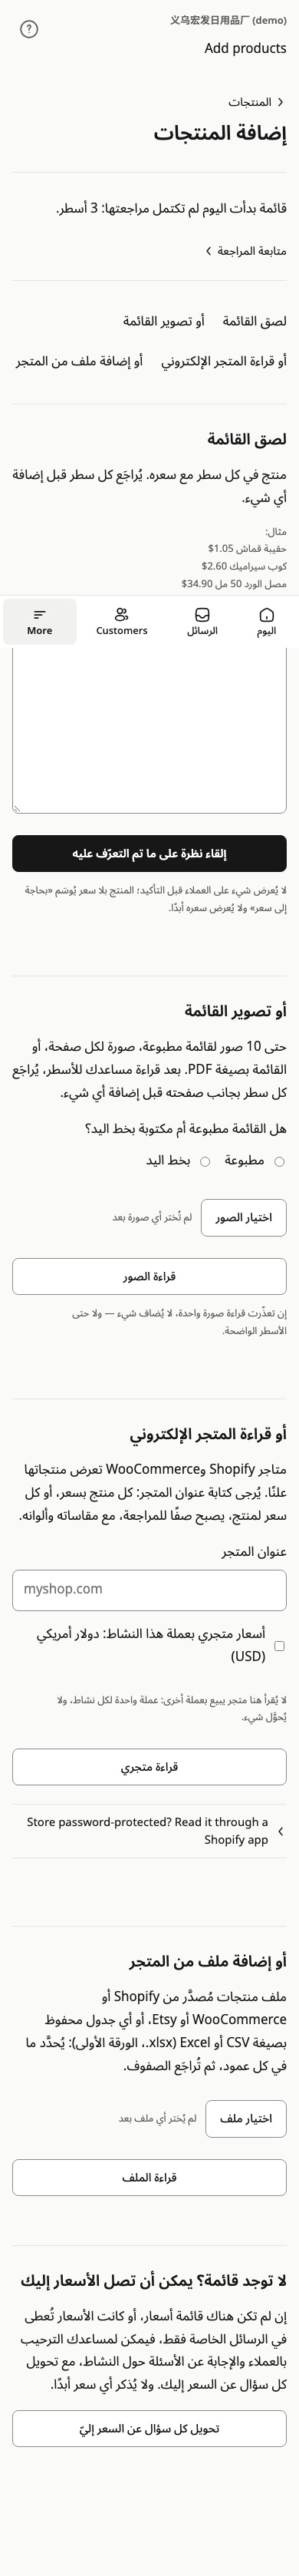 义乌宏发日用品厂 (demo)
Add products
المنتجات
إضافة المنتجات
قائمة بدأت اليوم لم تكتمل مراجعتها: 3 أسطر.
متابعة المراجعة
لصق القائمة
أو تصوير القائمة
أو قراءة المتجر الإلكتروني
أو إضافة ملف من المتجر
لصق القائمة
منتج في كل سطر مع سعره. يُراجَع كل سطر قبل إضافة
أي شيء.
مثال:
حقيبة قماش 1.05$
كوب سيراميك 2.60$
مصل الورد 50 مل 34.90$
اليوم
الرسائل
Customers
More
إلقاء نظرة على ما تم التعرّف عليه
لا يُعرض شيء على العملاء قبل التأكيد؛ المنتج بلا سعر يُوسَم «بحاجة
إلى سعر» ولا يُعرض سعره أبدًا.
أو تصوير القائمة
حتى 10 صور لقائمة مطبوعة، صورة لكل صفحة، أو
القائمة بصيغة PDF. بعد قراءة مساعدك للأسطر، يُراجَع
كل سطر بجانب صفحته قبل إضافة أي شيء.
هل القائمة مطبوعة أم مكتوبة بخط اليد؟
مطبوعة
بخط اليد
اختيار الصور
لم تُختر أي صورة بعد
قراءة الصور
إن تعذّرت قراءة صورة واحدة، لا يُضاف شيء — ولا حتى
الأسطر الواضحة.
أو قراءة المتجر الإلكتروني
متاجر Shopify وWooCommerce تعرض منتجاتها
علنًا. يُرجى كتابة عنوان المتجر: كل منتج بسعر، أو كل
سعر لمنتج، يصبح صفًا للمراجعة، مع مقاساته وألوانه.
عنوان المتجر
myshop.com
أسعار متجري بعملة هذا النشاط: دولار أمريكي
(USD)
لا يُقرأ هنا متجر يبيع بعملة أخرى: عملة واحدة لكل نشاط، ولا
يُحوَّل شيء.
قراءة متجري
Store password-protected? Read it through a
Shopify app
أو إضافة ملف من المتجر
ملف منتجات مُصدَّر من Shopify أو
WooCommerce أو Etsy، أو أي جدول محفوظ
بصيغة CSV أو Excel (‏.xlsx، الورقة الأولى): يُحدَّد ما
في كل عمود، ثم تُراجَع الصفوف.
اختيار ملف
لم يُختر أي ملف بعد
قراءة الملف
لا توجد قائمة؟ يمكن أن تصل الأسعار إليك
إن لم تكن هناك قائمة أسعار، أو كانت الأسعار تُعطى
في الرسائل الخاصة فقط، فيمكن لمساعدك الترحيب
بالعملاء والإجابة عن الأسئلة حول النشاط، مع تحويل
كل سؤال عن السعر إليك. ولا يُذكر أي سعر أبدًا.
تحويل كل سؤال عن السعر إليّ